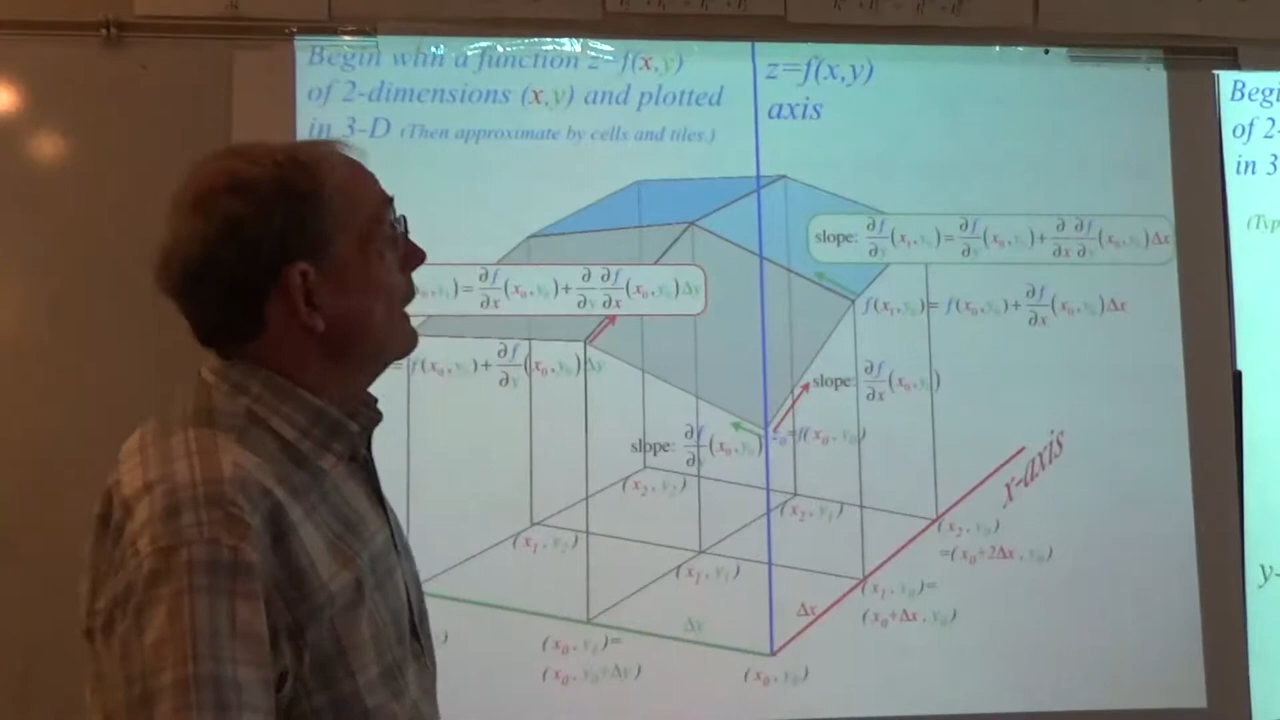 Begin with a function z=f(x,y)
of 2-dimensions (x,y) and plotted
in 3-D (Then approximate by cells and tiles.)
z=f(x,y)
axis
slope: ∂f/∂y(x₁,y₀)=∂f/∂y(x₀,y₀)+∂/∂x ∂f/∂y(x₀,y₀)Δx
)=∂f/∂x(x₀,y₀)+∂/∂y ∂f/∂x(x₀,y₀)Δy
f(x₁,y₀)= f(x₀,y₀)+∂f/∂x(x₀,y₀)Δx
= f(x₀,y₀)+∂f/∂y(x₀,y₀)Δy
slope: ∂f/∂x(x₀,y₀)
slope: ∂f/∂y(x₀,y₀)
z₀=f(x₀,y₀)
x-axis
(x₂,y₂)
(x₂,y₁)
(x₂,y₀)
=(x₀+2Δx,y₀)
(x₁,y₂)
(x₁,y₁)
(x₁,y₀)=
(x₀+Δx,y₀)
Δx
Δy
(x₀,y₁)=
(x₀,y₀+Δy)
(x₀,y₀)
)
Begi
of 2
in 3
(Typ
y-